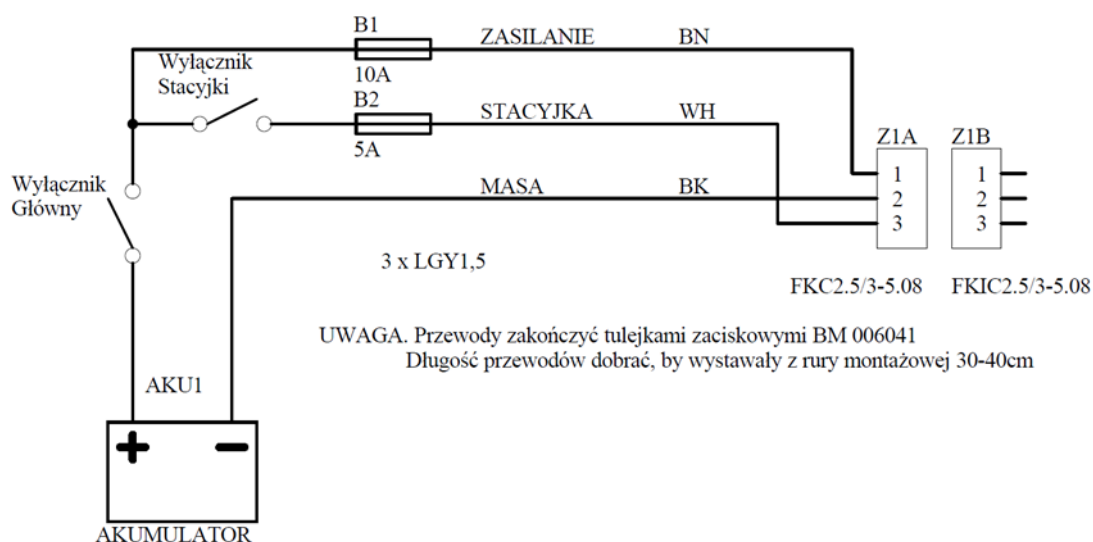 B1
ZASILANIE BN
10A
Wyłącznik
Stacyjki
B2
STACYJKA WH
5A
Z1A Z1B
1 1
2 2
3 3
Wyłącznik
Główny
MASA BK
3 x LGY1,5
FKC2.5/3-5.08 FKIC2.5/3-5.08
UWAGA. Przewody zakończyć tulejkami zaciskowymi BM 006041
Długość przewodów dobrać, by wystawały z rury montażowej 30-40cm
AKU1
+ −
AKUMULATOR